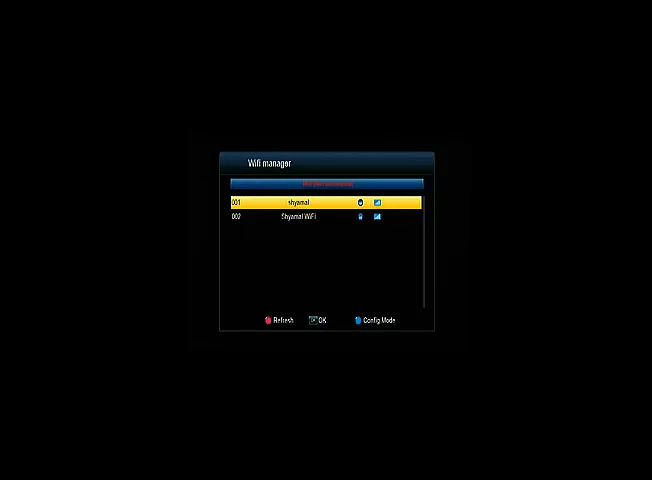 Wifi manager
001 shyamal
002 Shyamal WiFi
Refresh OK Config Mode